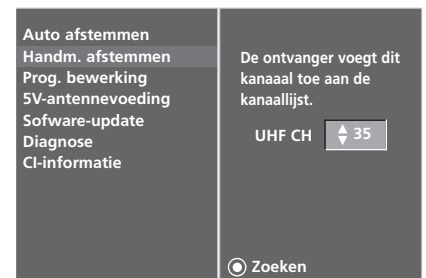 Auto afstemmen
Handm. afstemmen
Prog. bewerking
5V-antennevoeding
Sofware-update
Diagnose
CI-informatie
De ontvanger voegt dit
kanaaal toe aan de
kanaallijst.
UHF CH 35
Zoeken